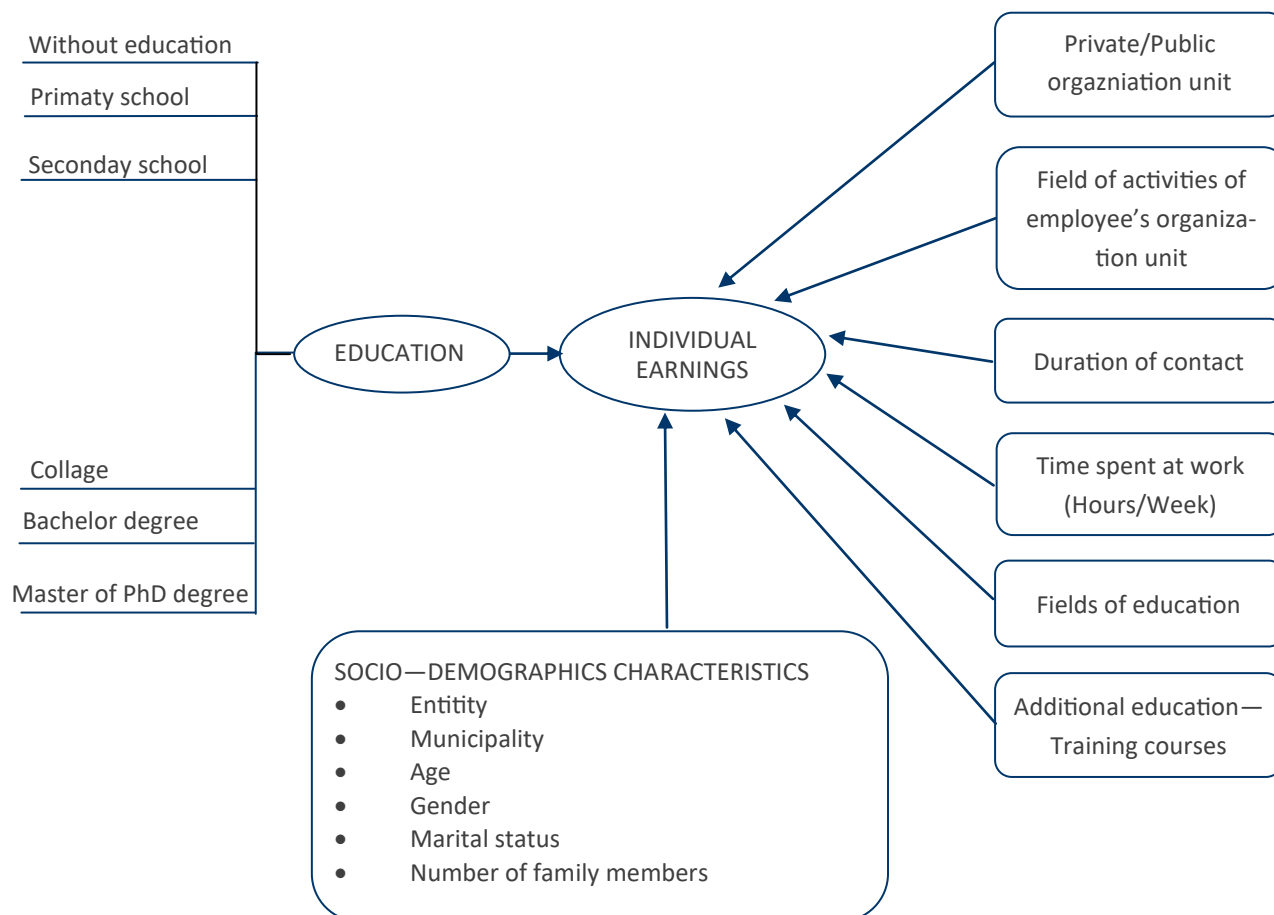 Without education
Primaty school
Seconday school
Collage
Bachelor degree
Master of PhD degree
EDUCATION
INDIVIDUAL
EARNINGS
Private/Public
orgazniation unit
Field of activities of
employee’s organiza-
tion unit
Duration of contact
Time spent at work
(Hours/Week)
Fields of education
Additional education—
Training courses
SOCIO—DEMOGRAPHICS CHARACTERISTICS
• Entitity
• Municipality
• Age
• Gender
• Marital status
• Number of family members